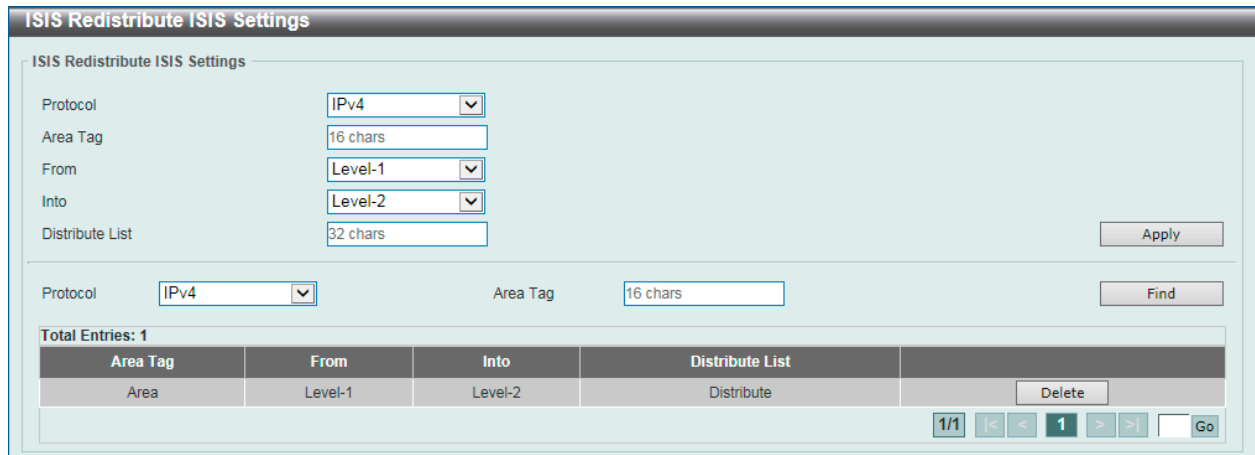 ISIS Redistribute ISIS Settings
ISIS Redistribute ISIS Settings
Protocol IPv4
Area Tag 16 chars
From Level-1
Into Level-2
Distribute List 32 chars Apply
Protocol IPv4 Area Tag 16 chars Find
Total Entries: 1
Area Tag From Into Distribute List
Area Level-1 Level-2 Distribute Delete
1/1 |< < 1 > >| Go